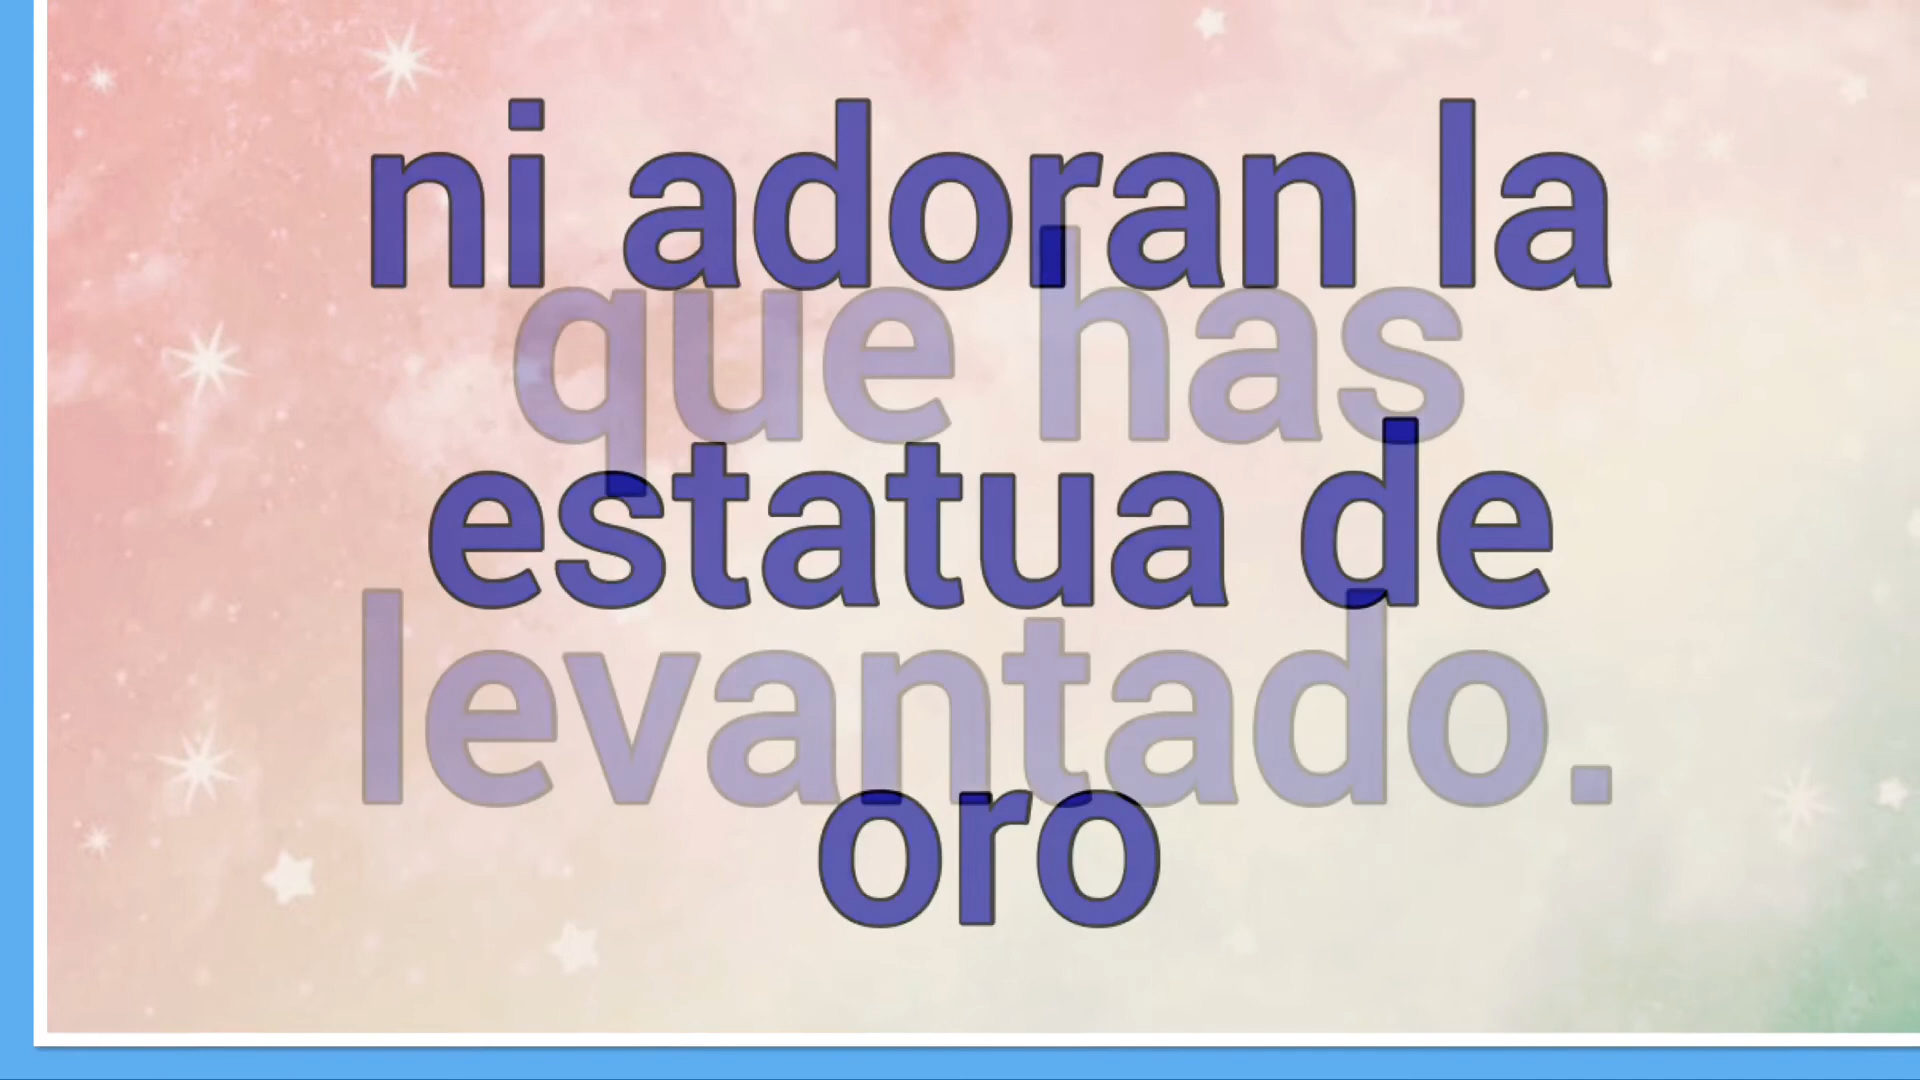 ni adoran la
estatua de
oro
que has
levantado.